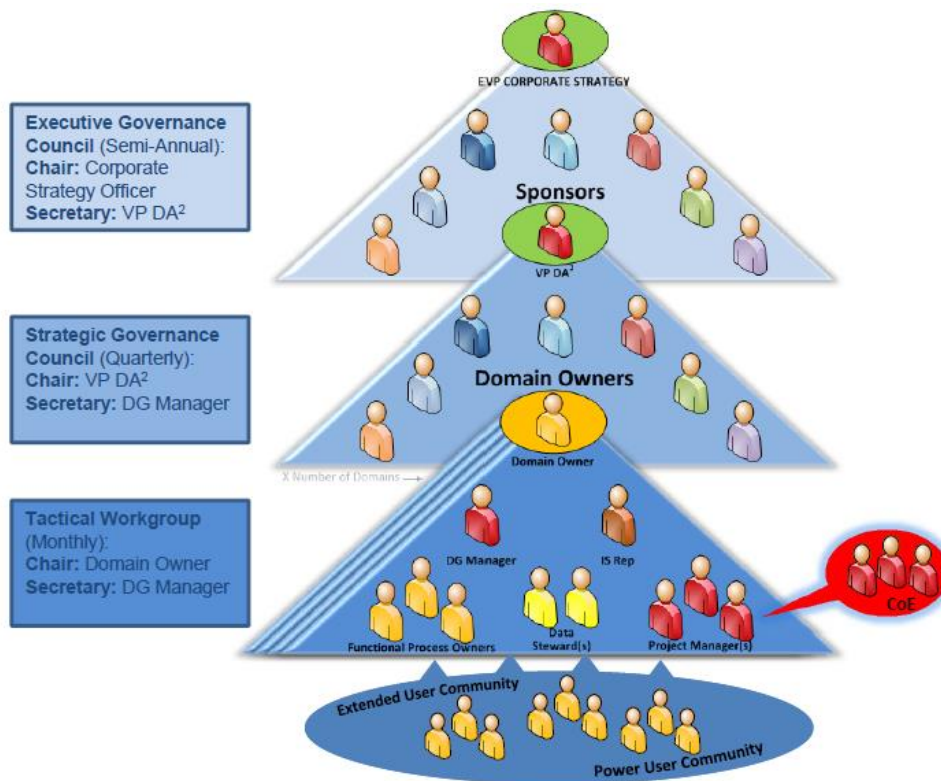 EVP CORPORATE STRATEGY
Executive Governance
Council (Semi-Annual):
Chair: Corporate
Strategy Officer
Secretary: VP DA²
Sponsors
VP DA²
Strategic Governance
Council (Quarterly):
Chair: VP DA²
Secretary: DG Manager
Domain Owners
Domain Owner
X Number of Domains
Tactical Workgroup
(Monthly):
Chair: Domain Owner
Secretary: DG Manager
DG Manager
IS Rep
CoE
Functional Process Owners
Data
Steward(s)
Project Manager(s)
Extended User Community
Power User Community